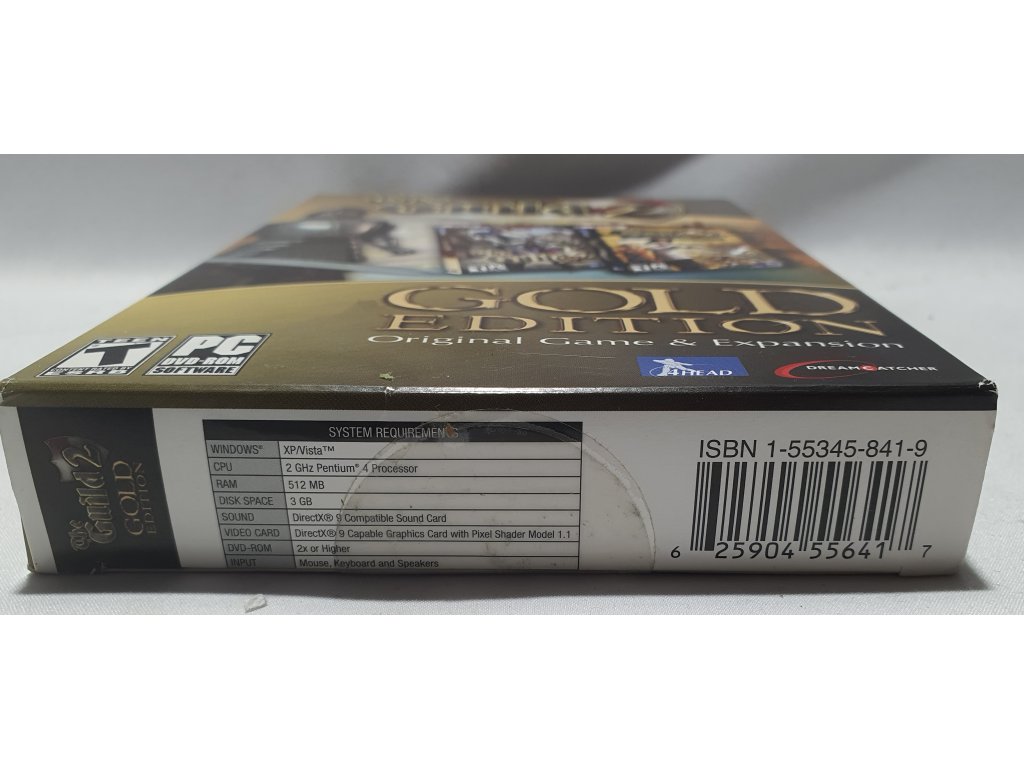 GOLD
EDITION
Original Game & Expansion
TEEN
T
PC
DVD-ROM
SOFTWARE
4HEAD
DREAMCATCHER
The Guild 2
GOLD
EDITION
SYSTEM REQUIREMENTS
WINDOWS® XP/Vista™
CPU 2 GHz Pentium® 4 Processor
RAM 512 MB
DISK SPACE 3 GB
SOUND DirectX® 9 Compatible Sound Card
VIDEO CARD DirectX® 9 Capable Graphics Card with Pixel Shader Model 1.1
DVD-ROM 2x or Higher
INPUT Mouse, Keyboard and Speakers
ISBN 1-55345-841-9
6 25904 55641 7